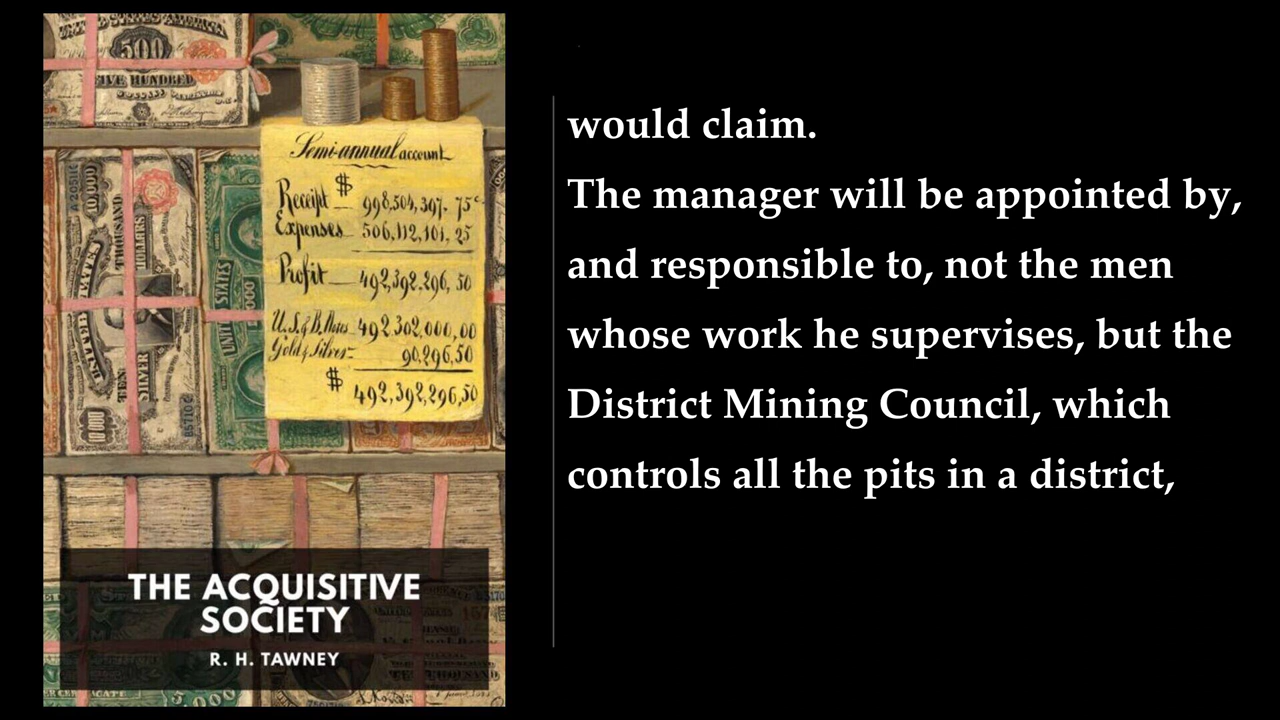 500
FIVE HUNDRED
Semi-annual account
$
Receipt 998,504,397. 75c
Expenses 506,112,101, 25
Profit 492,392,296, 50
U.S. & B. Notes 492 302,000,00
Gold & Silver 90,296,50
$
492,392,296,50
THE ACQUISITIVE
SOCIETY
R. H. TAWNEY
would claim.
The manager will be appointed by,
and responsible to, not the men
whose work he supervises, but the
District Mining Council, which
controls all the pits in a district,